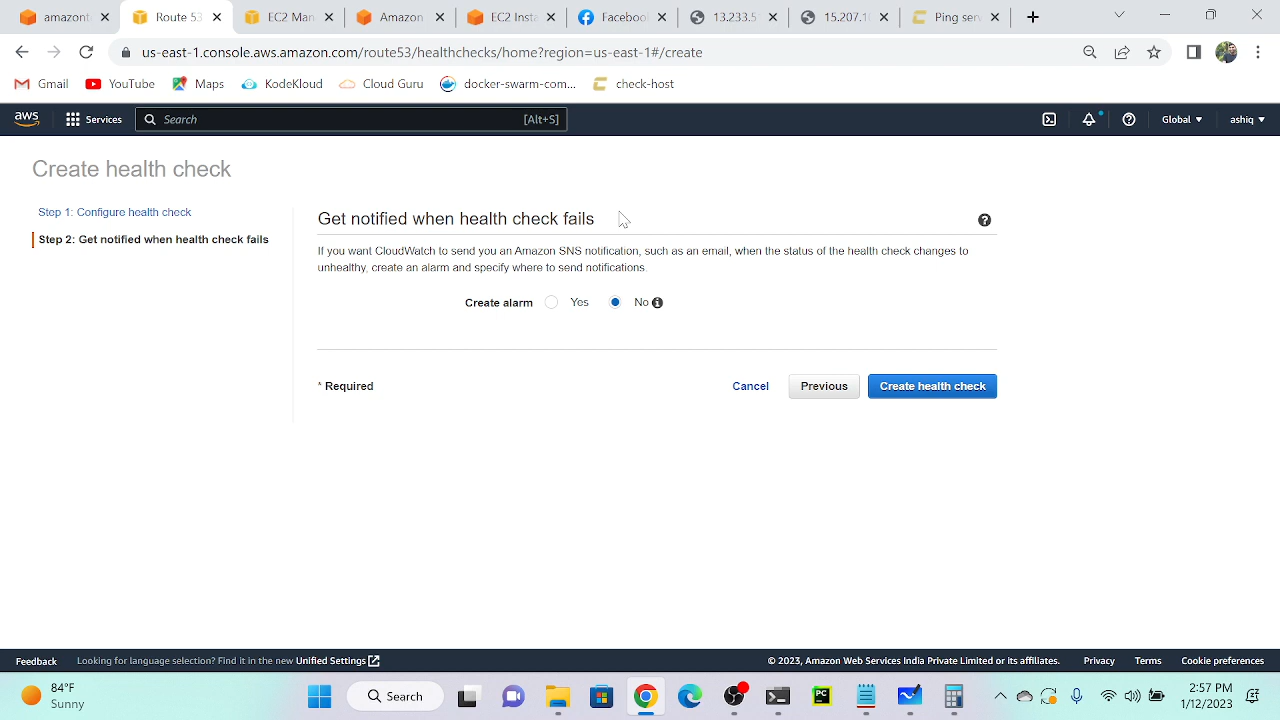 amazont
Route 53
EC2 Man
Amazon
EC2 Insta
Faceboo
13.233.5
Ping serv
us-east-1.console.aws.amazon.com/route53/healthchecks/home?region=us-east-1#/create
Gmail
YouTube
Maps
KodeKloud
Cloud Guru
docker-swarm-com...
check-host
aws
Services
Search
[Alt+S]
Global
ashiq
Create health check
Step 1: Configure health check
Step 2: Get notified when health check fails
Get notified when health check fails
If you want CloudWatch to send you an Amazon SNS notification, such as an email, when the status of the health check changes to
unhealthy, create an alarm and specify where to send notifications.
Create alarm Yes No
* Required
Cancel
Previous
Create health check
Feedback
Looking for language selection? Find it in the new Unified Settings
© 2023, Amazon Web Services India Private Limited or its affiliates.
Privacy
Terms
Cookie preferences
84°F
Sunny
Search
PC
2:57 PM
1/12/2023